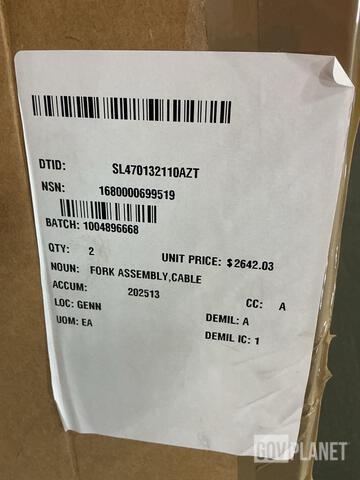 DTID: SL470132110AZT
NSN: 1680000699519
BATCH: 1004896668
QTY: 2 UNIT PRICE: $2642.03
NOUN: FORK ASSEMBLY,CABLE
ACCUM: 202513 CC: A
LOC: GENN DEMIL: A
UOM: EA DEMIL IC: 1
GOVPLANET